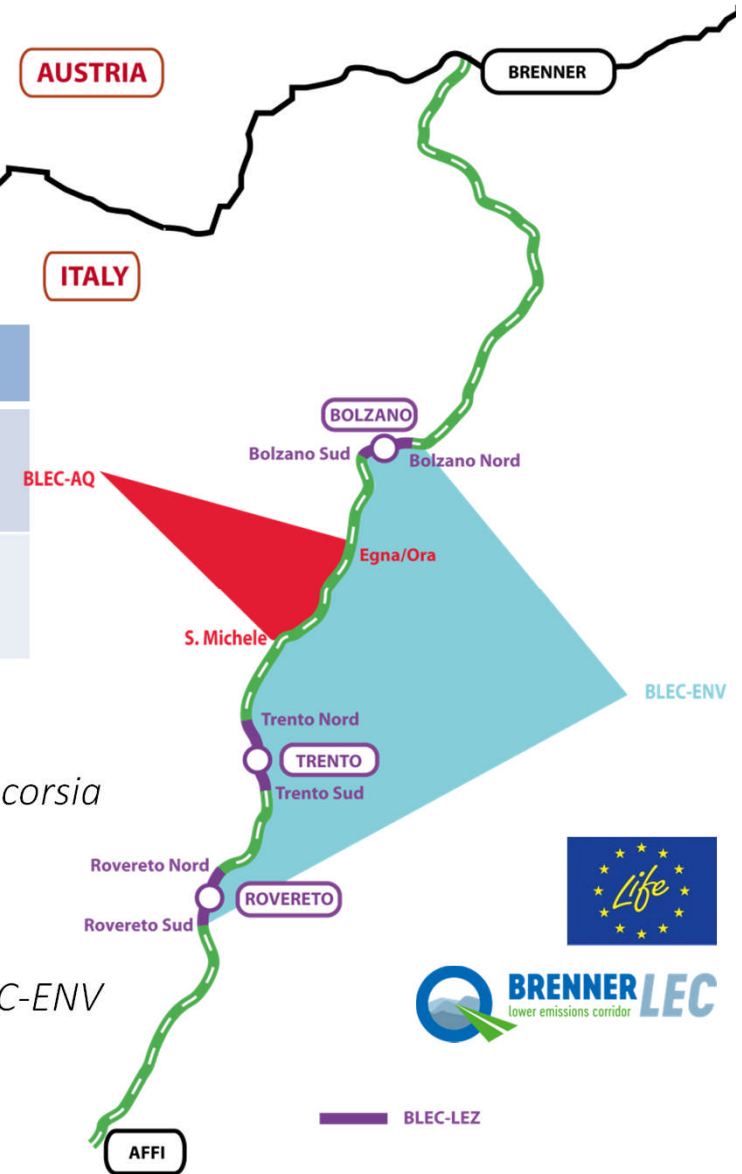 AUSTRIA
BRENNER
ITALY
BOLZANO
Bolzano Sud
Bolzano Nord
BLEC-AQ
Egna/Ora
S. Michele
BLEC-ENV
Trento Nord
TRENTO
Trento Sud
corsia
Rovereto Nord
ROVERETO
Rovereto Sud
Life
C-ENV
BRENNER LEC
lower emissions corridor
BLEC-LEZ
AFFI